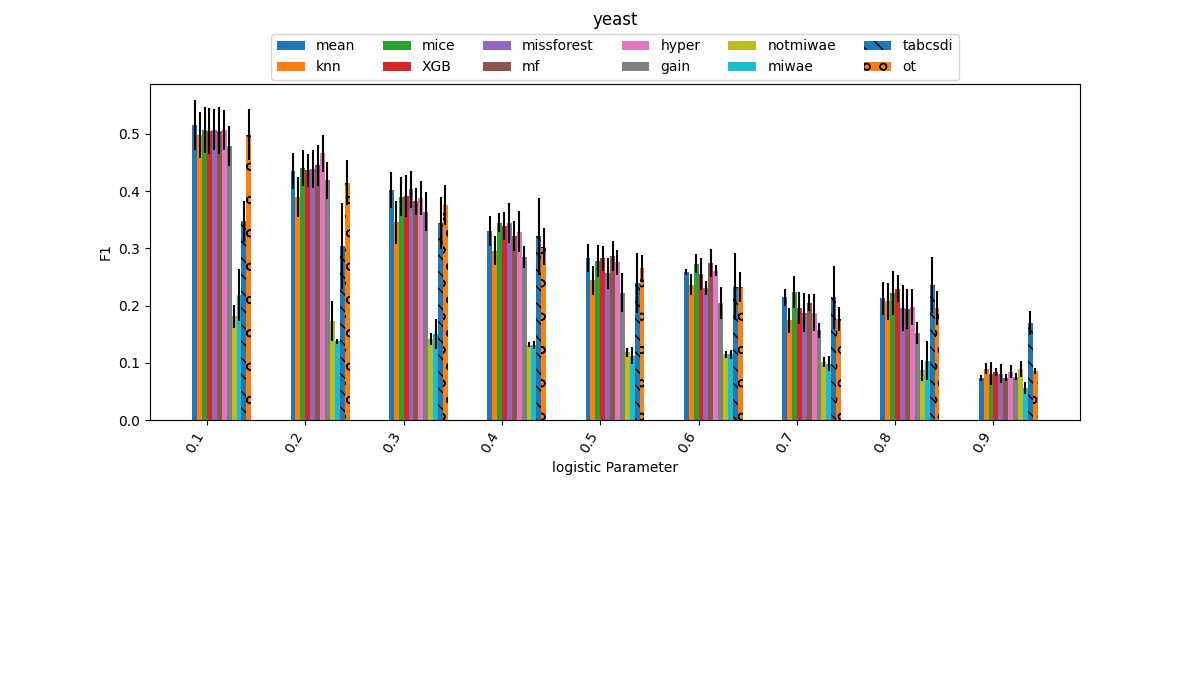 yeast
mean mice missforest hyper notmiwae tabcsdi
knn XGB mf gain miwae ot
F1
0.5
0.4
0.3
0.2
0.1
0.0
0.1 0.2 0.3 0.4 0.5 0.6 0.7 0.8 0.9
logistic Parameter